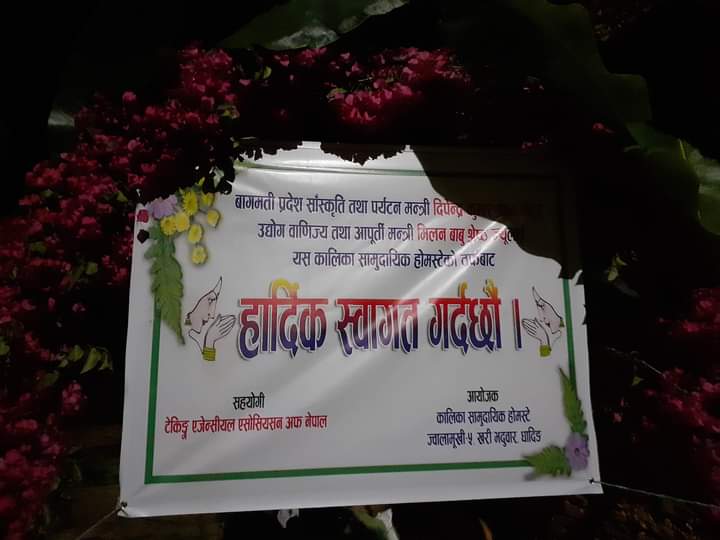 बागमती प्रदेश साँस्कृति तथा पर्यटन मन्त्री दिपेन्द्र
उद्योग वाणिज्य तथा आपूर्ती मन्त्री मिलन बाबु श्रेष्ठ
यस कालिका सामुदायिक होमस्टेको तर्फबाट
हार्दिक स्वागत गर्दछौं ।
सहयोगी
टेकिङ्ग एजेन्सीयल एसोसियसन अफ नेपाल
आयोजक
कालिका सामुदायिक होमस्टे
ज्वालामूखी-५ खरी भदुवार, धादिङ